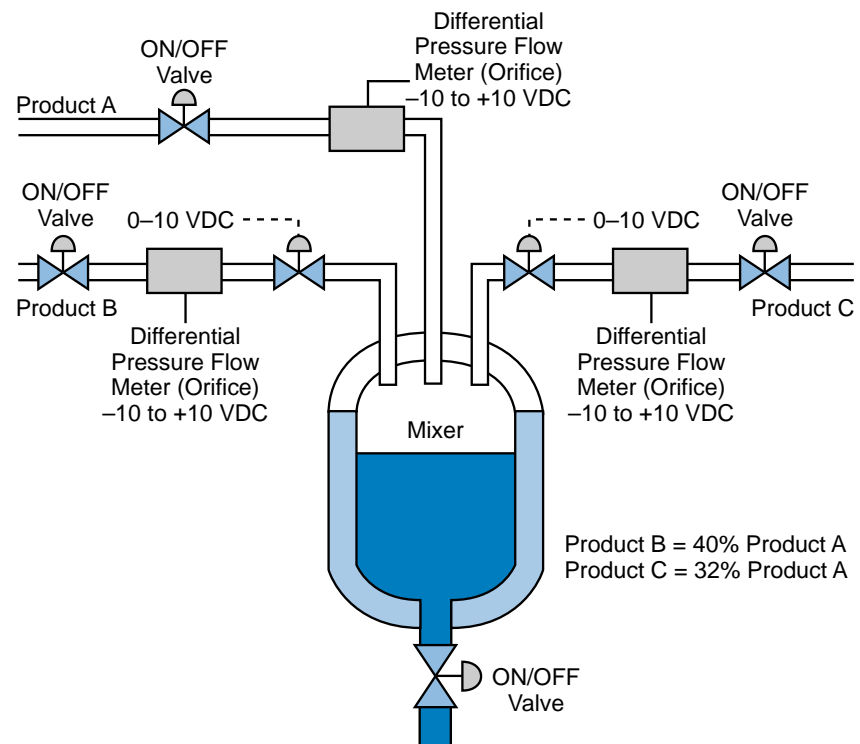 Differential
Pressure Flow
Meter (Orifice)
–10 to +10 VDC
ON/OFF
Valve
Product A
ON/OFF
Valve
0–10 VDC
0–10 VDC
ON/OFF
Valve
Product B
Product C
Differential
Pressure Flow
Meter (Orifice)
–10 to +10 VDC
Differential
Pressure Flow
Meter (Orifice)
–10 to +10 VDC
Mixer
Product B = 40% Product A
Product C = 32% Product A
ON/OFF
Valve